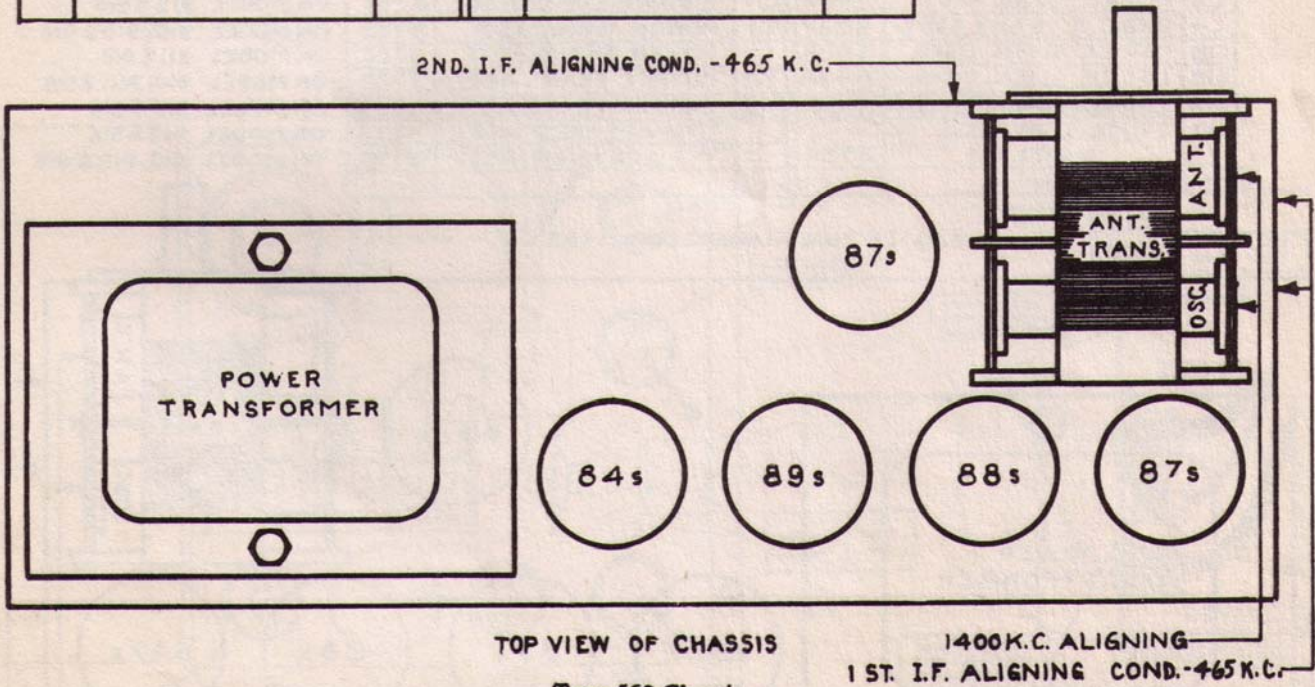 2ND. I.F. ALIGNING COND. - 465 K.C.
ANT.
ANT.
TRANS.
OSC.
87s
POWER
TRANSFORMER
84s
89s
88s
87s
TOP VIEW OF CHASSIS
1400 K.C. ALIGNING
1 ST. I.F. ALIGNING COND. - 465 K.C.